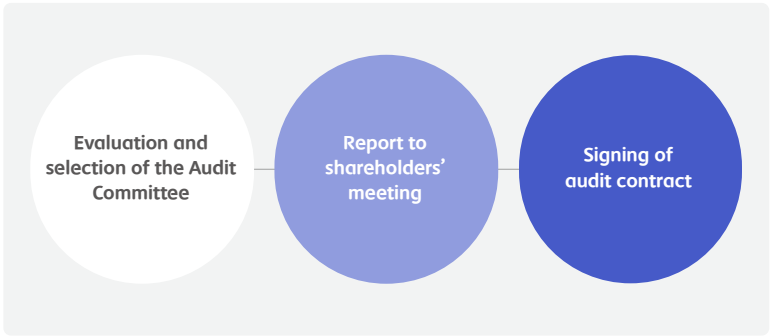 Evaluation and
selection of the Audit
Committee
Report to
shareholders’
meeting
Signing of
audit contract